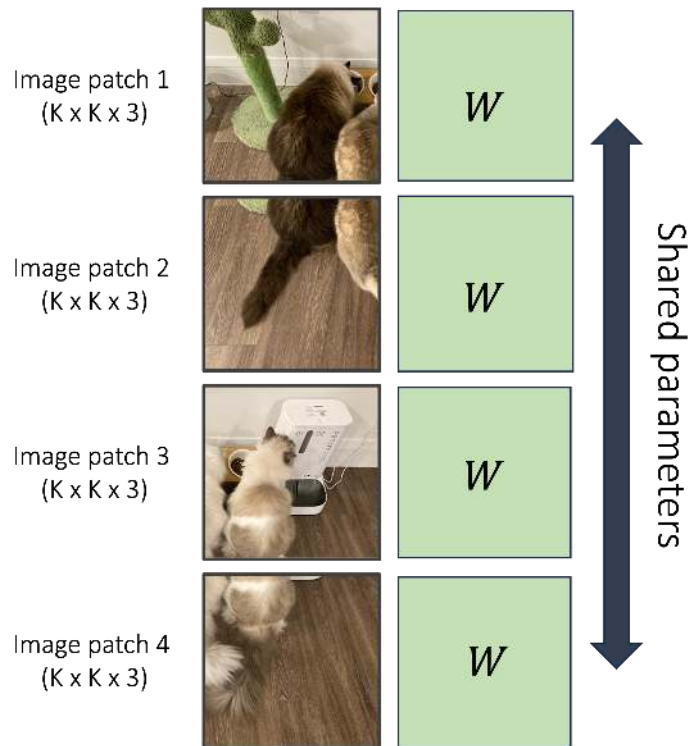 Image patch 1
(K x K x 3)
W
Image patch 2
(K x K x 3)
W
Image patch 3
(K x K x 3)
W
Image patch 4
(K x K x 3)
W
Shared parameters